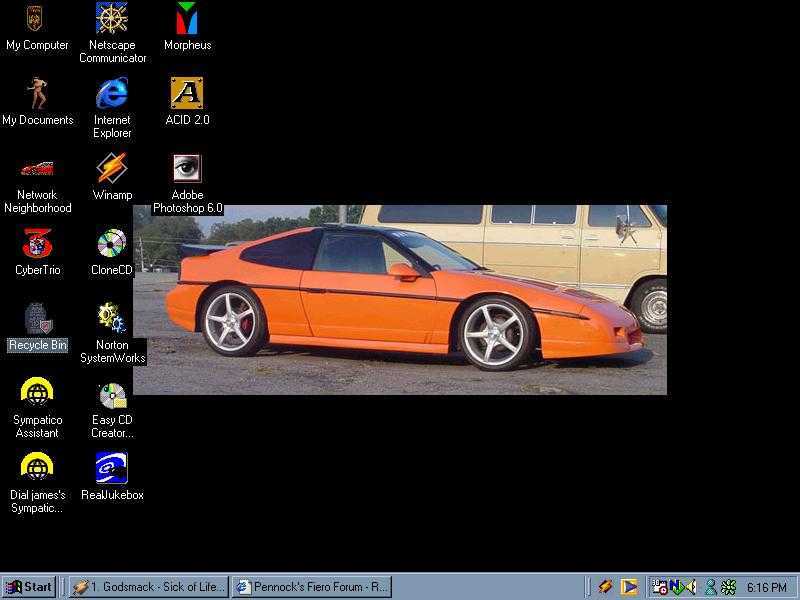 My Computer
Netscape
Communicator
Morpheus
My Documents
Internet
Explorer
ACID 2.0
Network
Neighborhood
Winamp
Adobe
Photoshop 6.0
CyberTrio
CloneCD
Recycle Bin
Norton
SystemWorks
Sympatico
Assistant
Easy CD
Creator...
Dial james's
Sympatic...
RealJukebox
Start
1. Godsmack - Sick of Life...
Pennock's Fiero Forum - R...
6:16 PM